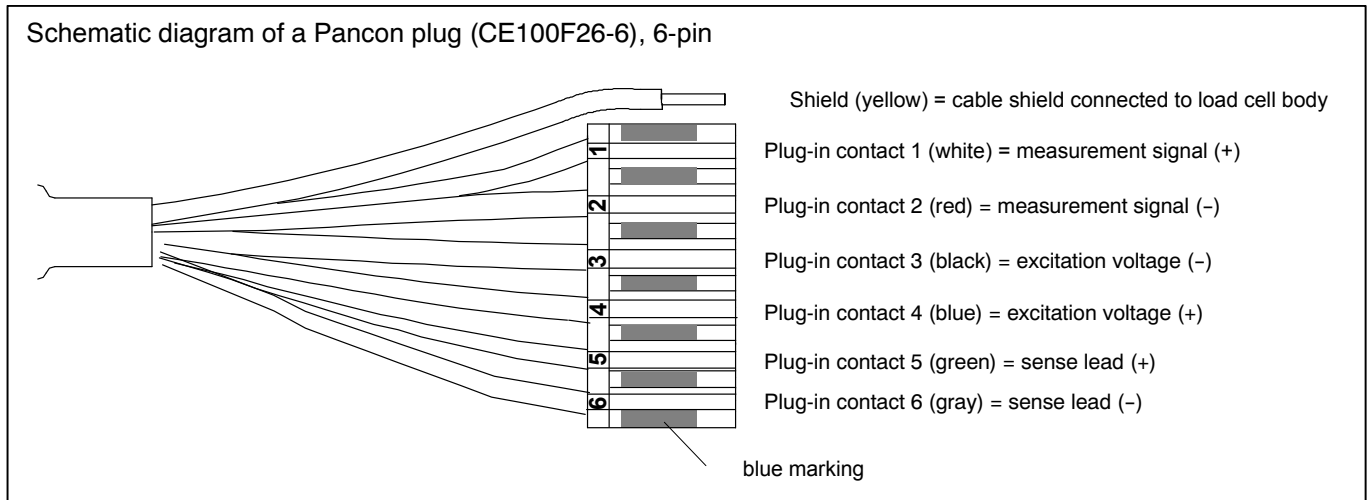 Schematic diagram of a Pancon plug (CE100F26-6), 6-pin
Shield (yellow) = cable shield connected to load cell body
1
Plug-in contact 1 (white) = measurement signal (+)
2
Plug-in contact 2 (red) = measurement signal (-)
3
Plug-in contact 3 (black) = excitation voltage (-)
4
Plug-in contact 4 (blue) = excitation voltage (+)
5
Plug-in contact 5 (green) = sense lead (+)
6
Plug-in contact 6 (gray) = sense lead (-)
blue marking